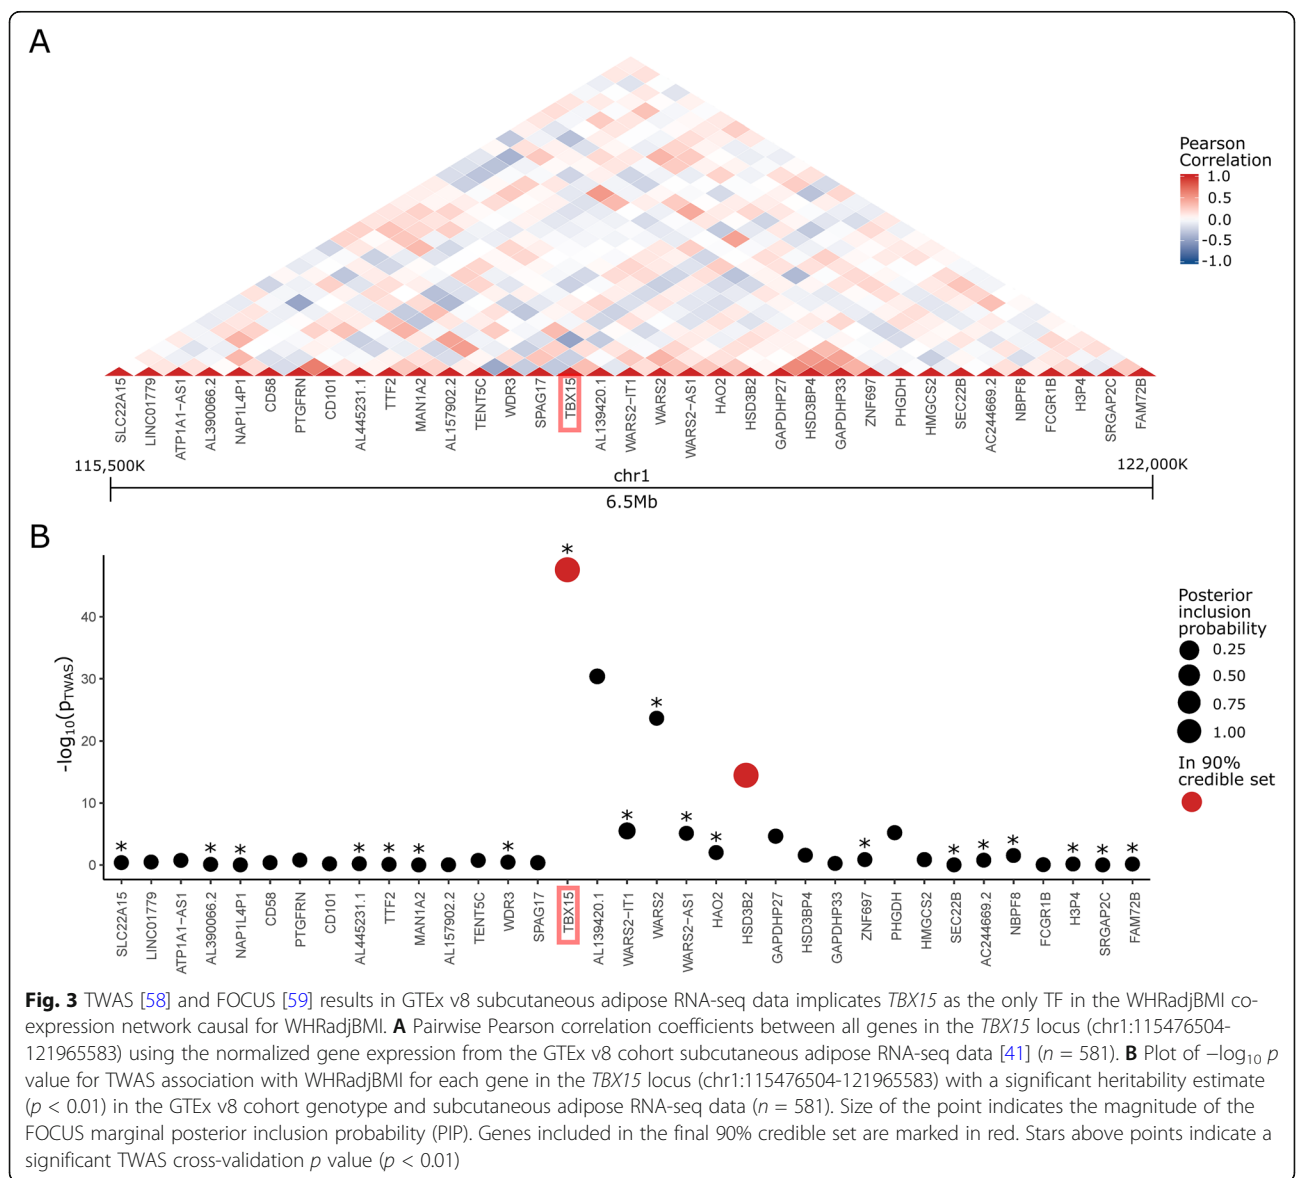 A
Pearson
Correlation
1.0
0.5
0.0
-0.5
-1.0
SLC22A15
LINC01779
ATP1A1−AS1
AL390066.2
NAP1L4P1
CD58
PTGFRN
CD101
AL445231.1
TTF2
MAN1A2
AL157902.2
TENT5C
WDR3
SPAG17
TBX15
AL139420.1
WARS2−IT1
WARS2
WARS2−AS1
HAO2
HSD3B2
GAPDHP27
HSD3BP4
GAPDHP33
ZNF697
PHGDH
HMGCS2
SEC22B
AC244669.2
NBPF8
FCGR1B
H3P4
SRGAP2C
FAM72B
115,500K
122,000K
chr1
6.5Mb
B
-log10(pTWAS)
40
30
20
10
0
* * * * * * * * * * * * * * * * * * * *
Posterior
inclusion
probability
0.25
0.50
0.75
1.00
In 90%
credible set
SLC22A15
LINC01779
ATP1A1−AS1
AL390066.2
NAP1L4P1
CD58
PTGFRN
CD101
AL445231.1
TTF2
MAN1A2
AL157902.2
TENT5C
WDR3
SPAG17
TBX15
AL139420.1
WARS2−IT1
WARS2
WARS2−AS1
HAO2
HSD3B2
GAPDHP27
HSD3BP4
GAPDHP33
ZNF697
PHGDH
HMGCS2
SEC22B
AC244669.2
NBPF8
FCGR1B
H3P4
SRGAP2C
FAM72B
Fig. 3 TWAS [58] and FOCUS [59] results in GTEx v8 subcutaneous adipose RNA-seq data implicates TBX15 as the only TF in the WHRadjBMI co-
expression network causal for WHRadjBMI. A Pairwise Pearson correlation coefficients between all genes in the TBX15 locus (chr1:115476504-
121965583) using the normalized gene expression from the GTEx v8 cohort subcutaneous adipose RNA-seq data [41] (n = 581). B Plot of −log10 p
value for TWAS association with WHRadjBMI for each gene in the TBX15 locus (chr1:115476504-121965583) with a significant heritability estimate
(p < 0.01) in the GTEx v8 cohort genotype and subcutaneous adipose RNA-seq data (n = 581). Size of the point indicates the magnitude of the
FOCUS marginal posterior inclusion probability (PIP). Genes included in the final 90% credible set are marked in red. Stars above points indicate a
significant TWAS cross-validation p value (p < 0.01)